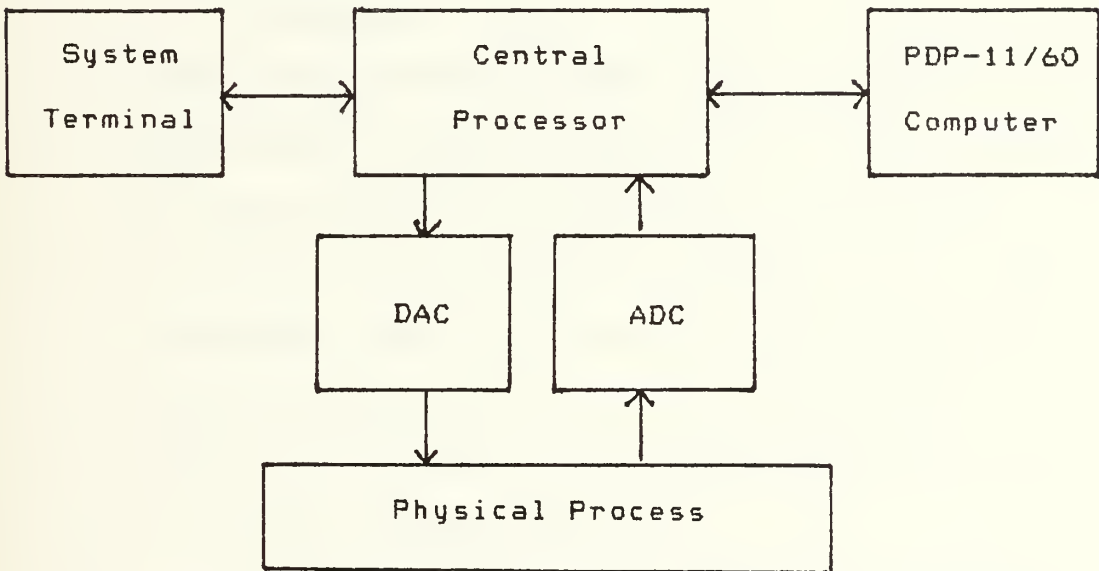 System
Terminal
Central
Processor
PDP-11/60
Computer
DAC
ADC
Physical Process